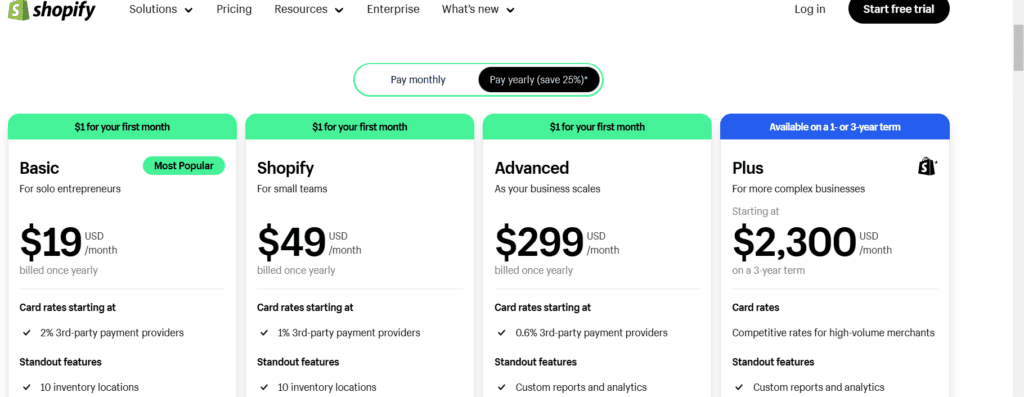 shopify Solutions Pricing Resources Enterprise What's new Log in Start free trial
Pay monthly Pay yearly (save 25%)*
$1 for your first month
Basic Most Popular
For solo entrepreneurs
$19 USD /month
billed once yearly
Card rates starting at
2% 3rd-party payment providers
Standout features
10 inventory locations
$1 for your first month
Shopify
For small teams
$49 USD /month
billed once yearly
Card rates starting at
1% 3rd-party payment providers
Standout features
10 inventory locations
$1 for your first month
Advanced
As your business scales
$299 USD /month
billed once yearly
Card rates starting at
0.6% 3rd-party payment providers
Standout features
Custom reports and analytics
Available on a 1- or 3-year term
Plus
For more complex businesses
Starting at
$2,300 USD /month
on a 3-year term
Card rates
Competitive rates for high-volume merchants
Standout features
Custom reports and analytics